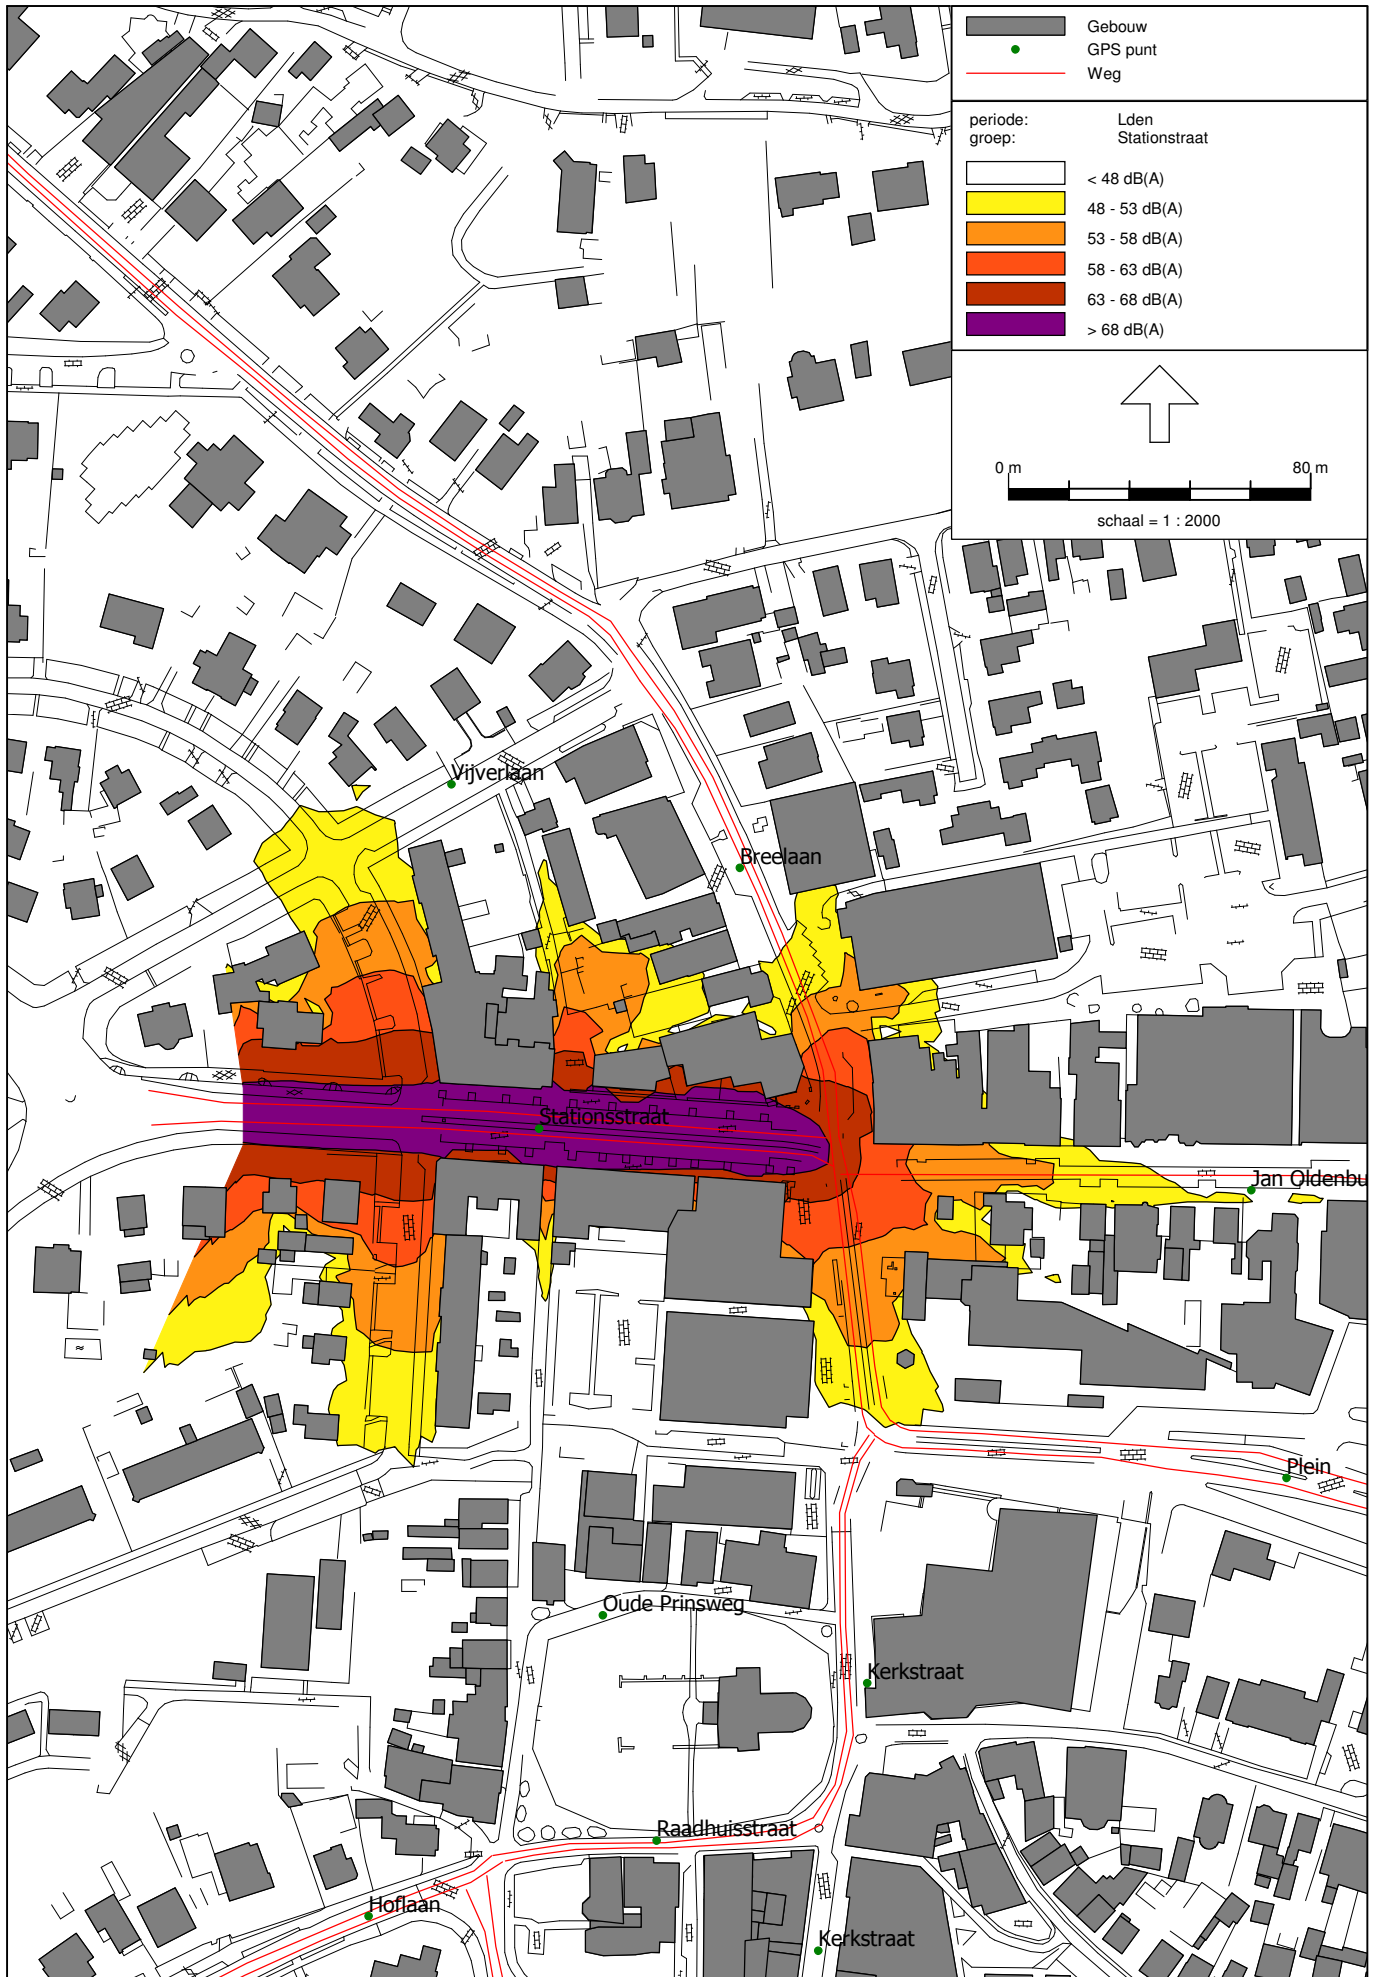 Gebouw
GPS punt
Weg
periode: Lden
groep: Stationstraat
< 48 dB(A)
48 - 53 dB(A)
53 - 58 dB(A)
58 - 63 dB(A)
63 - 68 dB(A)
> 68 dB(A)
0 m 80 m
schaal = 1 : 2000
Vijverlaan
Breelaan
Stationsstraat
Jan Oldenbu
Plein
Oude Prinsweg
Kerkstraat
Raadhuisstraat
Hoflaan
Kerkstraat